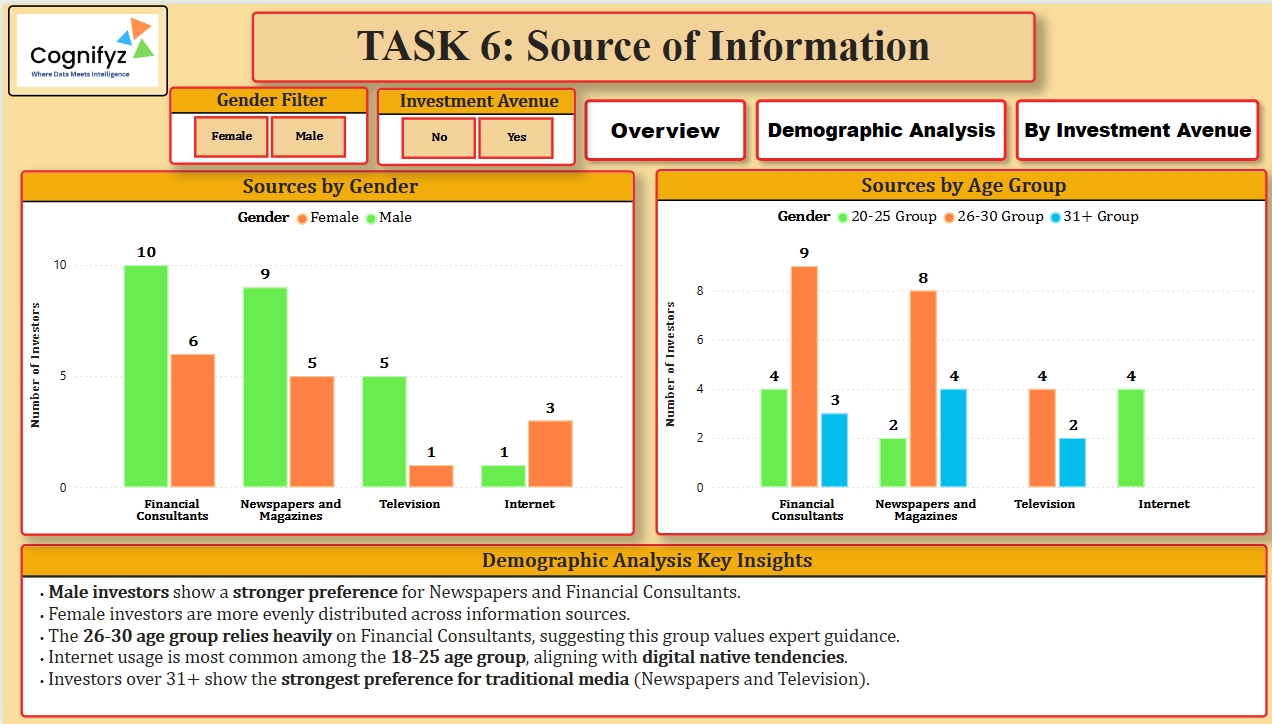 Cognifyz
Where Data Meets Intelligence
TASK 6: Source of Information
Gender Filter
Female Male
Investment Avenue
No Yes
Overview
Demographic Analysis
By Investment Avenue
Sources by Gender
Gender Female Male
Number of Investors
10
5
0
10
6
9
5
5
1
1
3
Financial
Consultants
Newspapers and
Magazines
Television
Internet
Sources by Age Group
Gender 20-25 Group 26-30 Group 31+ Group
Number of Investors
8
6
4
2
0
4
9
3
2
8
4
4
2
4
Financial
Consultants
Newspapers and
Magazines
Television
Internet
Demographic Analysis Key Insights
• Male investors show a stronger preference for Newspapers and Financial Consultants.
• Female investors are more evenly distributed across information sources.
• The 26-30 age group relies heavily on Financial Consultants, suggesting this group values expert guidance.
• Internet usage is most common among the 18-25 age group, aligning with digital native tendencies.
• Investors over 31+ show the strongest preference for traditional media (Newspapers and Television).